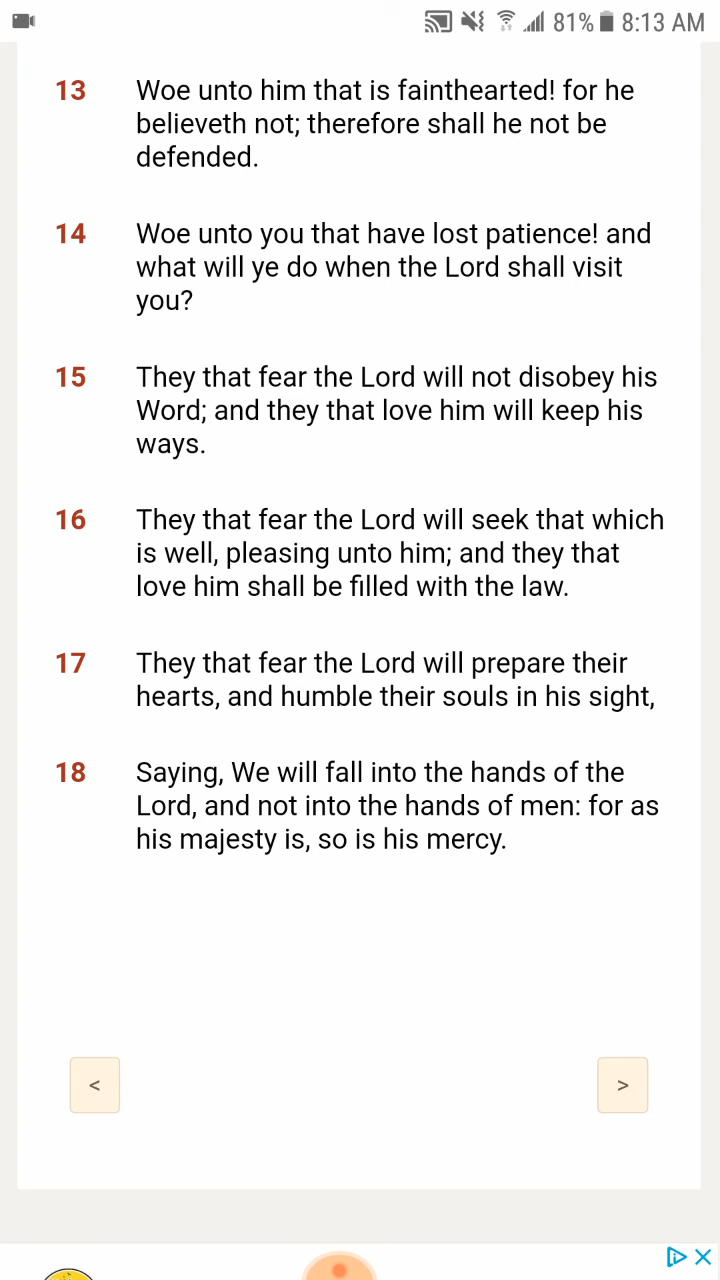 81% 8:13 AM
13 Woe unto him that is fainthearted! for he
believeth not; therefore shall he not be
defended.
14 Woe unto you that have lost patience! and
what will ye do when the Lord shall visit
you?
15 They that fear the Lord will not disobey his
Word; and they that love him will keep his
ways.
16 They that fear the Lord will seek that which
is well, pleasing unto him; and they that
love him shall be filled with the law.
17 They that fear the Lord will prepare their
hearts, and humble their souls in his sight,
18 Saying, We will fall into the hands of the
Lord, and not into the hands of men: for as
his majesty is, so is his mercy.
< >